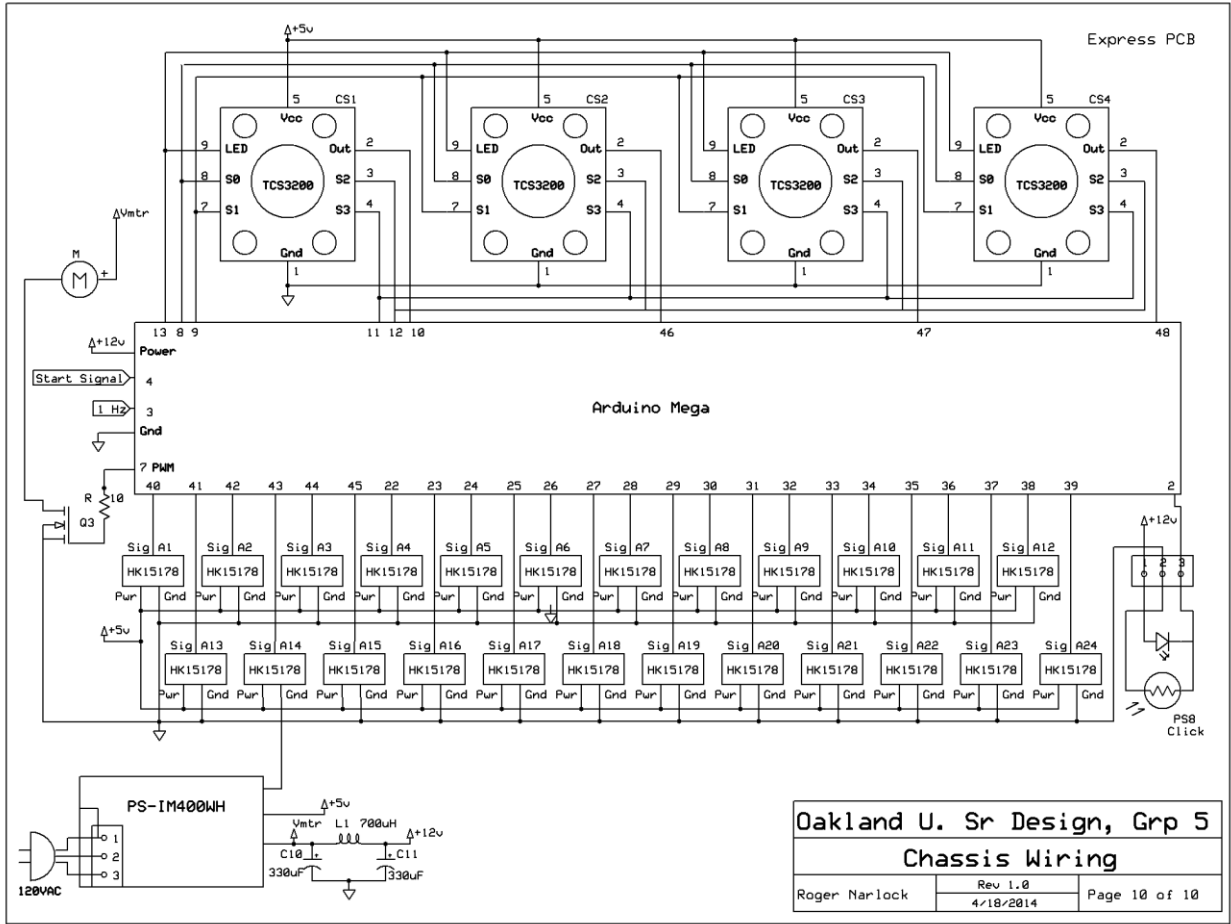 +5v
Express PCB
5 CS1 5 CS2 5 CS3 5 CS4
Vcc Vcc Vcc Vcc
9 LED Out 2 9 LED Out 2 9 LED Out 2 9 LED Out 2
8 S0 TCS3200 S2 3 8 S0 TCS3200 S2 3 8 S0 TCS3200 S2 3 8 S0 TCS3200 S2 3
7 S1 S3 4 7 S1 S3 4 7 S1 S3 4 7 S1 S3 4
Gnd Gnd Gnd Gnd
1 1 1 1
Vmtr
M
M +
13 8 9 11 12 10 46 47 48
+12v
Power
Start Signal 4
1 Hz 3
Arduino Mega
Gnd
7 PWM
R 10
Q3
40 41 42 43 44 45 22 23 24 25 26 27 28 29 30 31 32 33 34 35 36 37 38 39 2
Sig A1 Sig A2 Sig A3 Sig A4 Sig A5 Sig A6 Sig A7 Sig A8 Sig A9 Sig A10 Sig A11 Sig A12
HK15178 HK15178 HK15178 HK15178 HK15178 HK15178 HK15178 HK15178 HK15178 HK15178 HK15178 HK15178
Pwr Gnd Pwr Gnd Pwr Gnd Pwr Gnd Pwr Gnd Pwr Gnd Pwr Gnd Pwr Gnd Pwr Gnd Pwr Gnd Pwr Gnd Pwr Gnd
+12v
1 2 3
+5v
Sig A13 Sig A14 Sig A15 Sig A16 Sig A17 Sig A18 Sig A19 Sig A20 Sig A21 Sig A22 Sig A23 Sig A24
HK15178 HK15178 HK15178 HK15178 HK15178 HK15178 HK15178 HK15178 HK15178 HK15178 HK15178 HK15178
Pwr Gnd Pwr Gnd Pwr Gnd Pwr Gnd Pwr Gnd Pwr Gnd Pwr Gnd Pwr Gnd Pwr Gnd Pwr Gnd Pwr Gnd Pwr Gnd
PS8
Click
PS-IM400WH
1
2
3
120VAC
+5v
Vmtr L1 700uH +12v
C10 + + C11
330uF 330uF
Oakland U. Sr Design, Grp 5
Chassis Wiring
Roger Narlock
Rev 1.0
4/18/2014
Page 10 of 10